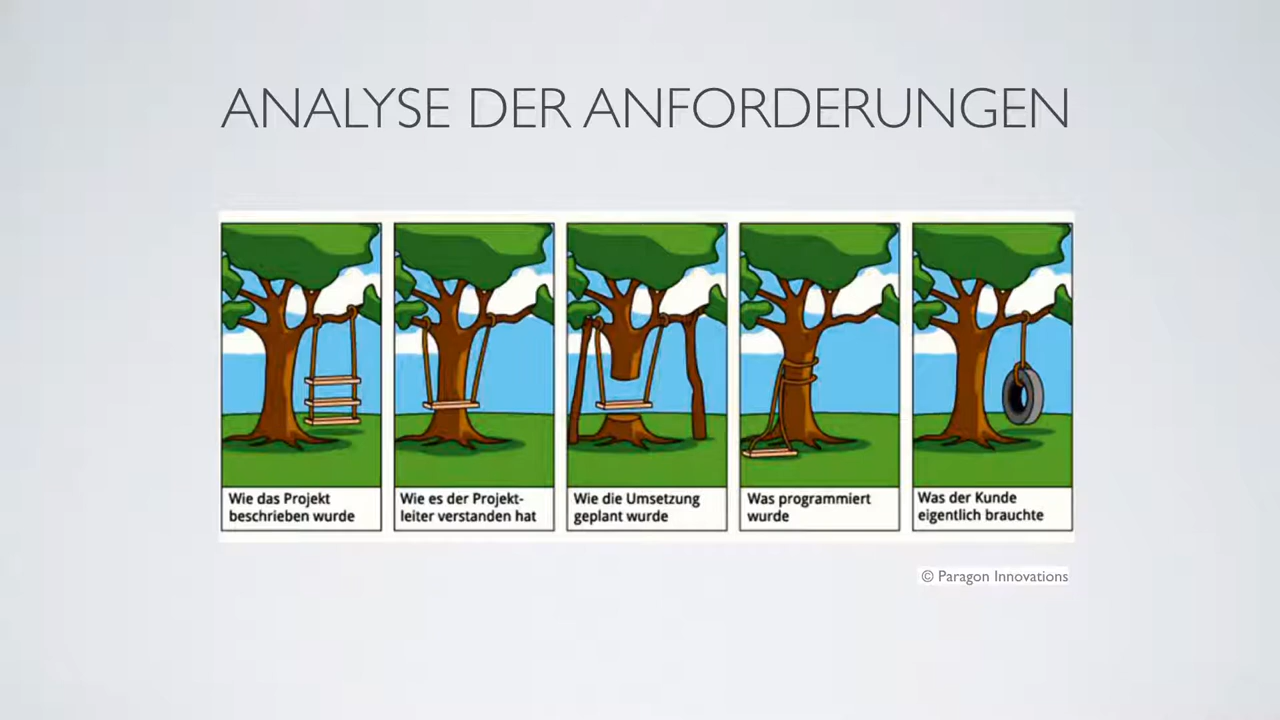 ANALYSE DER ANFORDERUNGEN
Wie das Projekt
beschrieben wurde
Wie es der Projekt-
leiter verstanden hat
Wie die Umsetzung
geplant wurde
Was programmiert
wurde
Was der Kunde
eigentlich brauchte
© Paragon Innovations